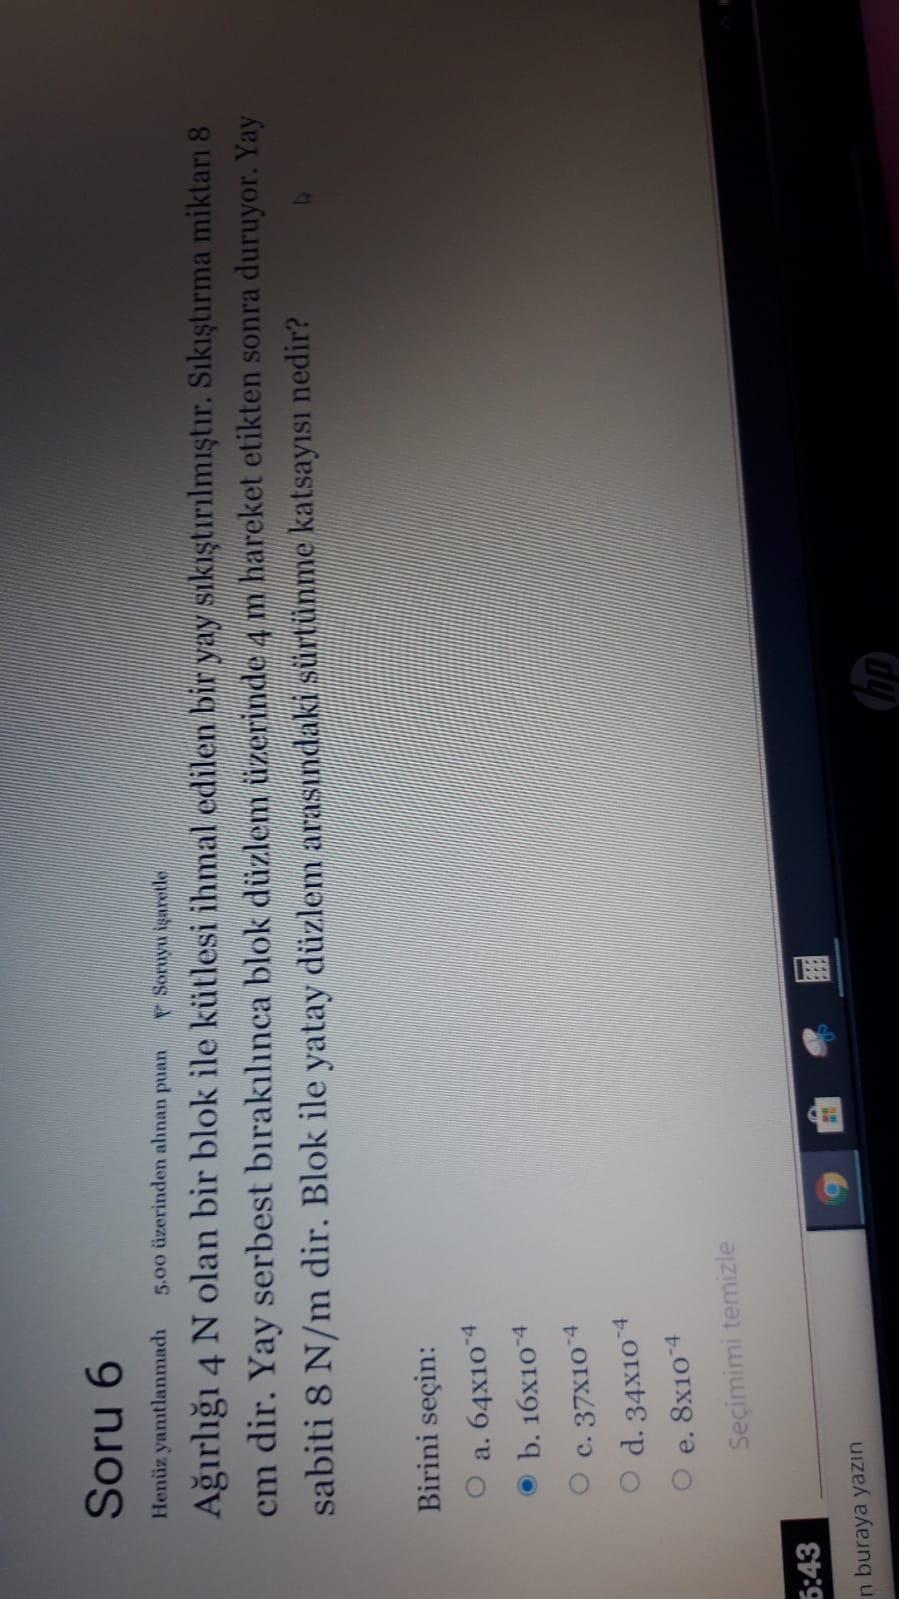 Soru 6
Henüz yanıtlanmadı 5.00 üzerinden alınan puan Soruyu işaretle
Ağırlığı 4 N olan bir blok ile kütlesi ihmal edilen bir yay sıkıştırılmıştır. Sıkıştırma miktarı 8
cm dir. Yay serbest bırakılınca blok düzlem üzerinde 4 m hareket etikten sonra duruyor. Yay
sabiti 8 N/m dir. Blok ile yatay düzlem arasındaki sürtünme katsayısı nedir?
Birini seçin:
a. 64x10⁻⁴
b. 16x10⁻⁴
c. 37x10⁻⁴
d. 34x10⁻⁴
e. 8x10⁻⁴
Seçimimi temizle
6:43
n buraya yazın
hp